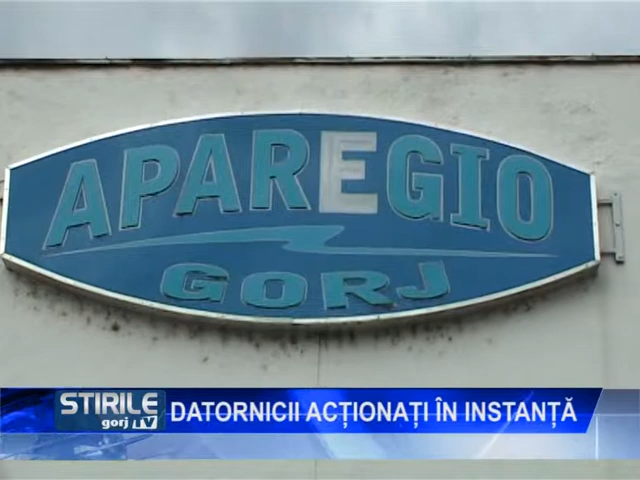 APAREGIO
GORJ
STIRILE
gorj TV
DATORNICII ACȚIONAȚI ÎN INSTANȚĂ